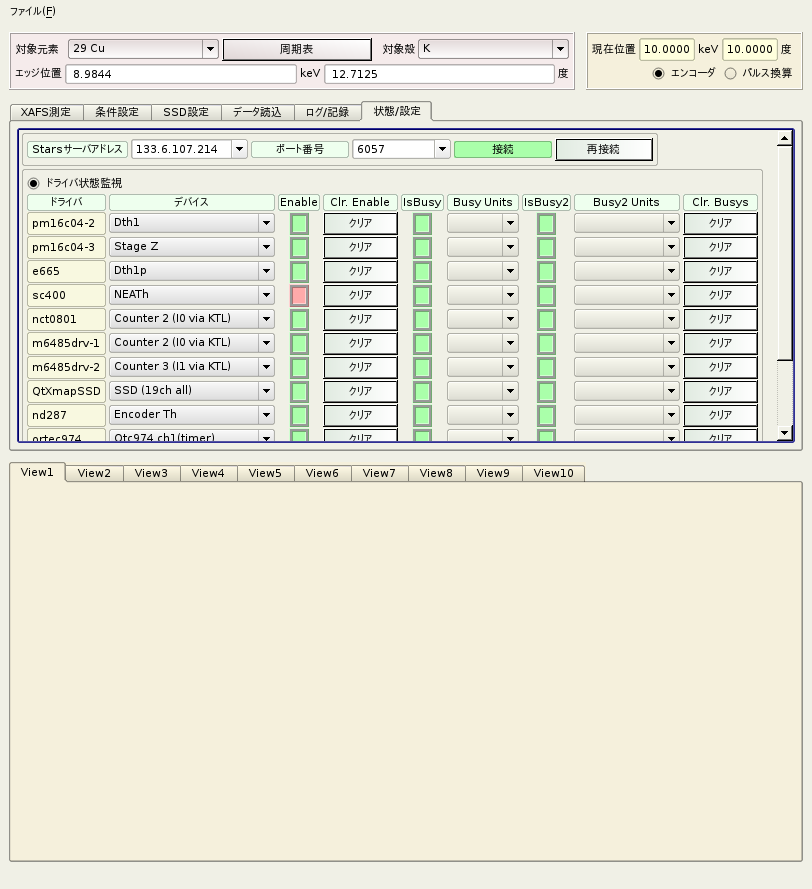 ファイル(F)
対象元素 29 Cu 周期表 対象殻 K 現在位置 10.0000 keV 10.0000 度
エッジ位置 8.9844 keV 12.7125 度 エンコーダ パルス換算
XAFS測定 条件設定 SSD設定 データ読込 ログ/記録 状態/設定
Starsサーバアドレス 133.6.107.214 ポート番号 6057 接続 再接続
ドライバ状態監視
ドライバ デバイス Enable Clr. Enable IsBusy Busy Units IsBusy2 Busy2 Units Clr. Busys
pm16c04-2 Dth1 クリア クリア
pm16c04-3 Stage Z クリア クリア
e665 Dth1p クリア クリア
sc400 NEATh クリア クリア
nct0801 Counter 2 (I0 via KTL) クリア クリア
m6485drv-1 Counter 2 (I0 via KTL) クリア クリア
m6485drv-2 Counter 3 (I1 via KTL) クリア クリア
QtXmapSSD SSD (19ch all) クリア クリア
nd287 Encoder Th クリア クリア
ortec974 Otc974 ch1(timer) クリア クリア
View1 View2 View3 View4 View5 View6 View7 View8 View9 View10